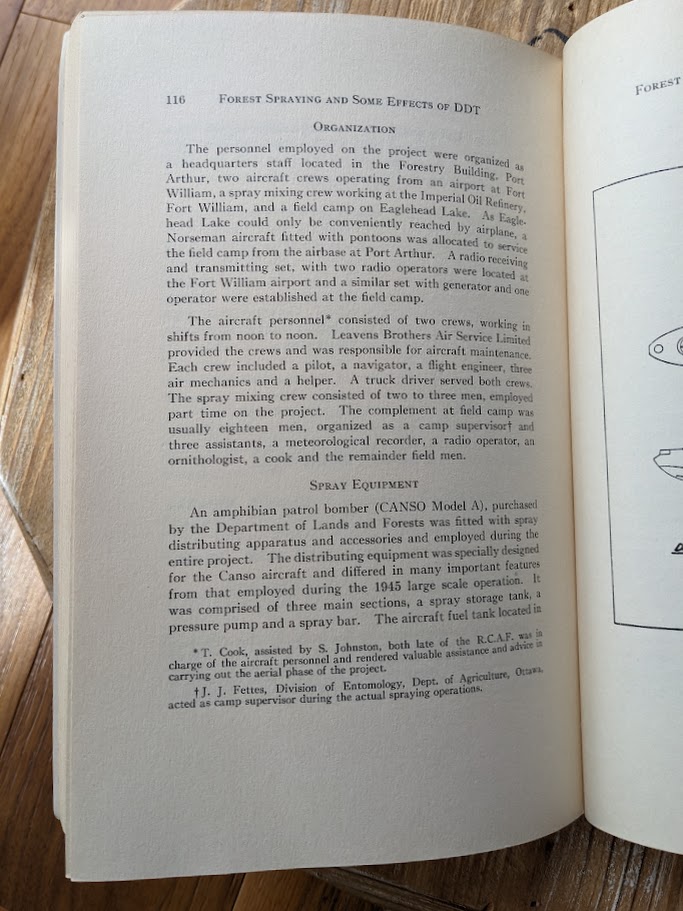 116 FOREST SPRAYING AND SOME EFFECTS OF DDT
ORGANIZATION
The personnel employed on the project were organized as
a headquarters staff located in the Forestry Building, Port
Arthur, two aircraft crews operating from an airport at Fort
William, a spray mixing crew working at the Imperial Oil Refinery,
Fort William, and a field camp on Eaglehead Lake. As Eagle-
head Lake could only be conveniently reached by airplane, a
Norseman aircraft fitted with pontoons was allocated to service
the field camp from the airbase at Port Arthur. A radio receiving
and transmitting set, with two radio operators were located at
the Fort William airport and a similar set with generator and one
operator were established at the field camp.
The aircraft personnel* consisted of two crews, working in
shifts from noon to noon. Leavens Brothers Air Service Limited
provided the crews and was responsible for aircraft maintenance.
Each crew included a pilot, a navigator, a flight engineer, three
air mechanics and a helper. A truck driver served both crews.
The spray mixing crew consisted of two to three men, employed
part time on the project. The complement at field camp was
usually eighteen men, organized as a camp supervisor† and
three assistants, a meteorological recorder, a radio operator, an
ornithologist, a cook and the remainder field men.
SPRAY EQUIPMENT
An amphibian patrol bomber (CANSO Model A), purchased
by the Department of Lands and Forests was fitted with spray
distributing apparatus and accessories and employed during the
entire project. The distributing equipment was specially designed
for the Canso aircraft and differed in many important features
from that employed during the 1945 large scale operation. It
was comprised of three main sections, a spray storage tank, a
pressure pump and a spray bar. The aircraft fuel tank located in
* T. Cook, assisted by S. Johnston, both late of the R.C.A.F. was in
charge of the aircraft personnel and rendered valuable assistance and advice in
carrying out the aerial phase of the project.
† J. J. Fettes, Division of Entomology, Dept. of Agriculture, Ottawa,
acted as camp supervisor during the actual spraying operations.
FOREST